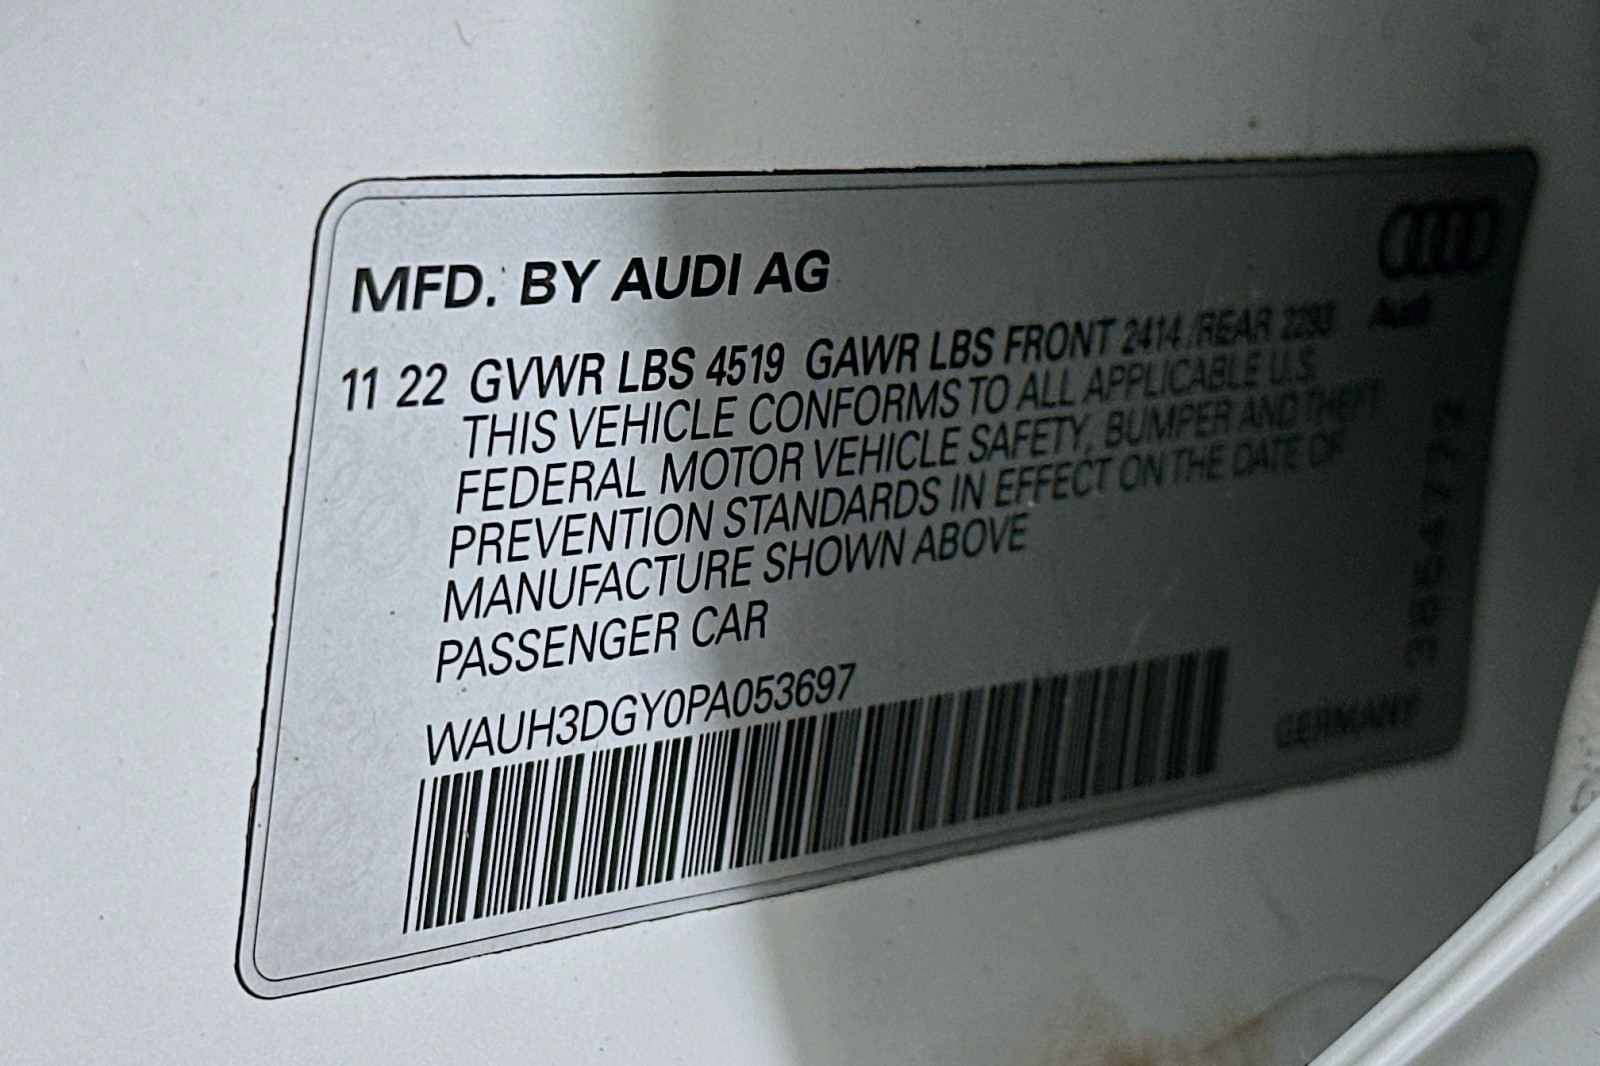 MFD. BY AUDI AG
Audi
11 22 GVWR LBS 4519 GAWR LBS FRONT 2414 /REAR 2293
THIS VEHICLE CONFORMS TO ALL APPLICABLE U.S.
FEDERAL MOTOR VEHICLE SAFETY, BUMPER AND THEFT
PREVENTION STANDARDS IN EFFECT ON THE DATE OF
MANUFACTURE SHOWN ABOVE
PASSENGER CAR
WAUH3DGY0PA053697
GERMANY
3854772